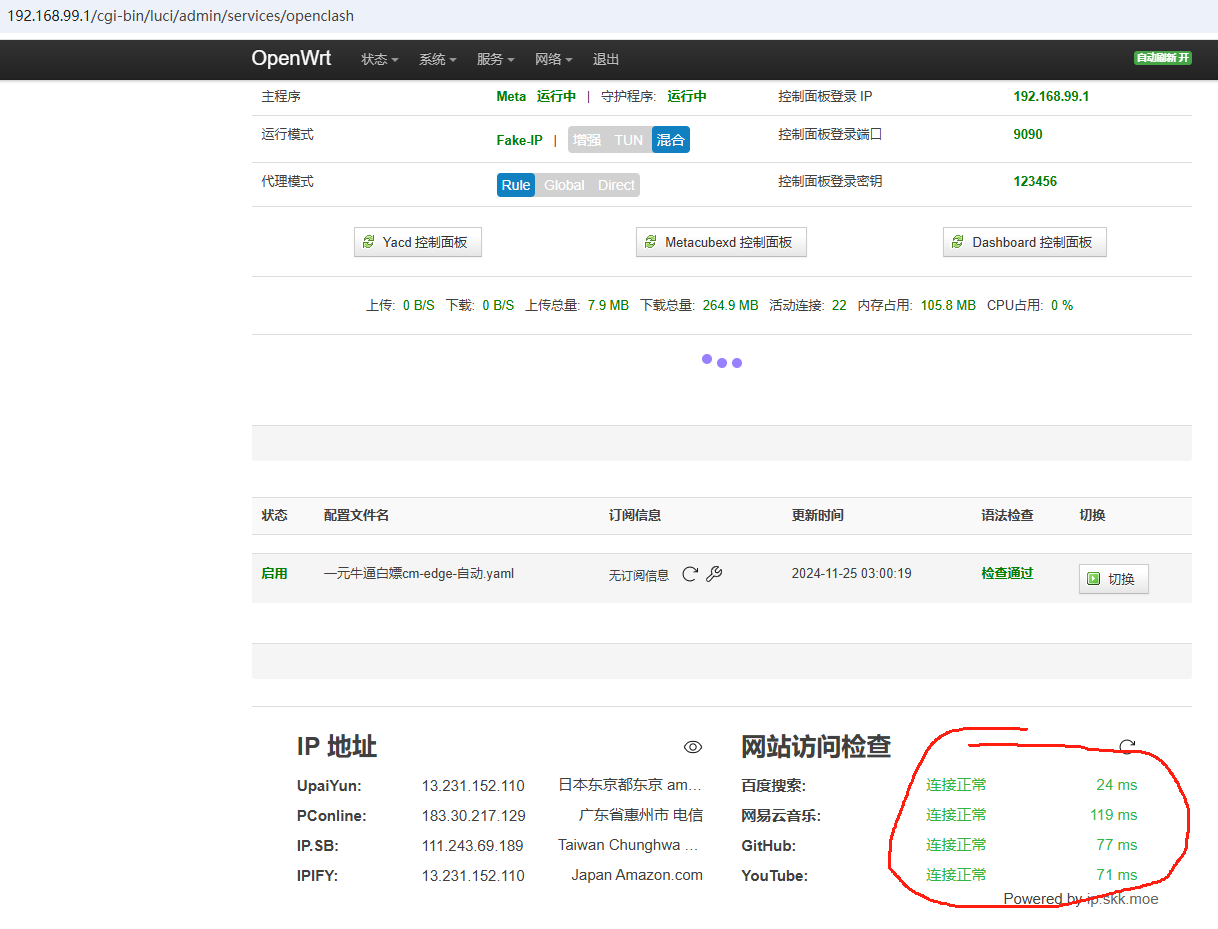 192.168.99.1/cgi-bin/luci/admin/services/openclash
OpenWrt 状态 系统 服务 网络 退出 自动刷新 开
主程序 Meta 运行中 | 守护程序: 运行中 控制面板登录 IP 192.168.99.1
运行模式 Fake-IP | 增强 TUN 混合 控制面板登录端口 9090
代理模式 Rule Global Direct 控制面板登录密钥 123456
Yacd 控制面板 Metacubexd 控制面板 Dashboard 控制面板
上传: 0 B/S 下载: 0 B/S 上传总量: 7.9 MB 下载总量: 264.9 MB 活动连接: 22 内存占用: 105.8 MB CPU占用: 0 %
状态 配置文件名 订阅信息 更新时间 语法检查 切换
启用 一元牛逼白嫖cm-edge-自动.yaml 无订阅信息 2024-11-25 03:00:19 检查通过 切换
IP 地址 网站访问检查
UpaiYun: 13.231.152.110 日本东京都东京 am... 百度搜索: 连接正常 24 ms
PConline: 183.30.217.129 广东省惠州市 电信 网易云音乐: 连接正常 119 ms
IP.SB: 111.243.69.189 Taiwan Chunghwa ... GitHub: 连接正常 77 ms
IPIFY: 13.231.152.110 Japan Amazon.com YouTube: 连接正常 71 ms
Powered by ip.skk.moe